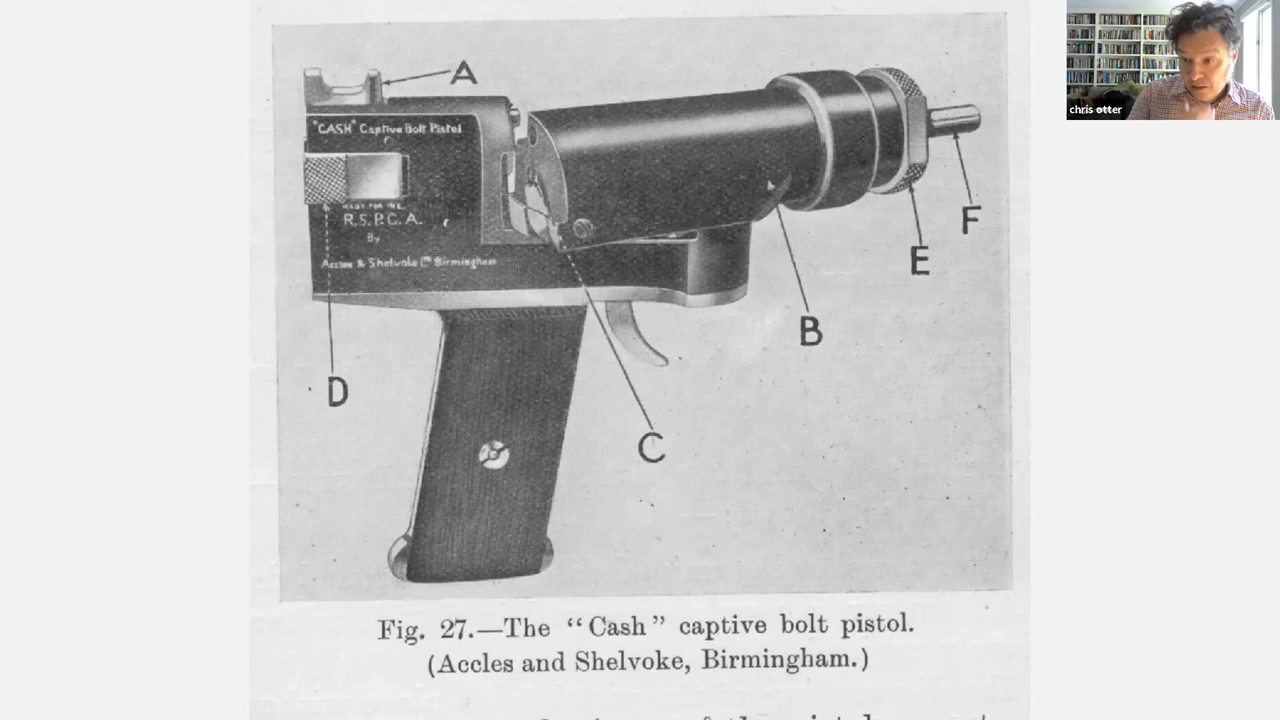 A
"CASH" Captive Bolt Pistol
R.S.P.C.A.
By
Accles & Shelvoke Ltd Birmingham
F
E
B
D
C
Fig. 27.—The "Cash" captive bolt pistol.
(Accles and Shelvoke, Birmingham.)
chris otter